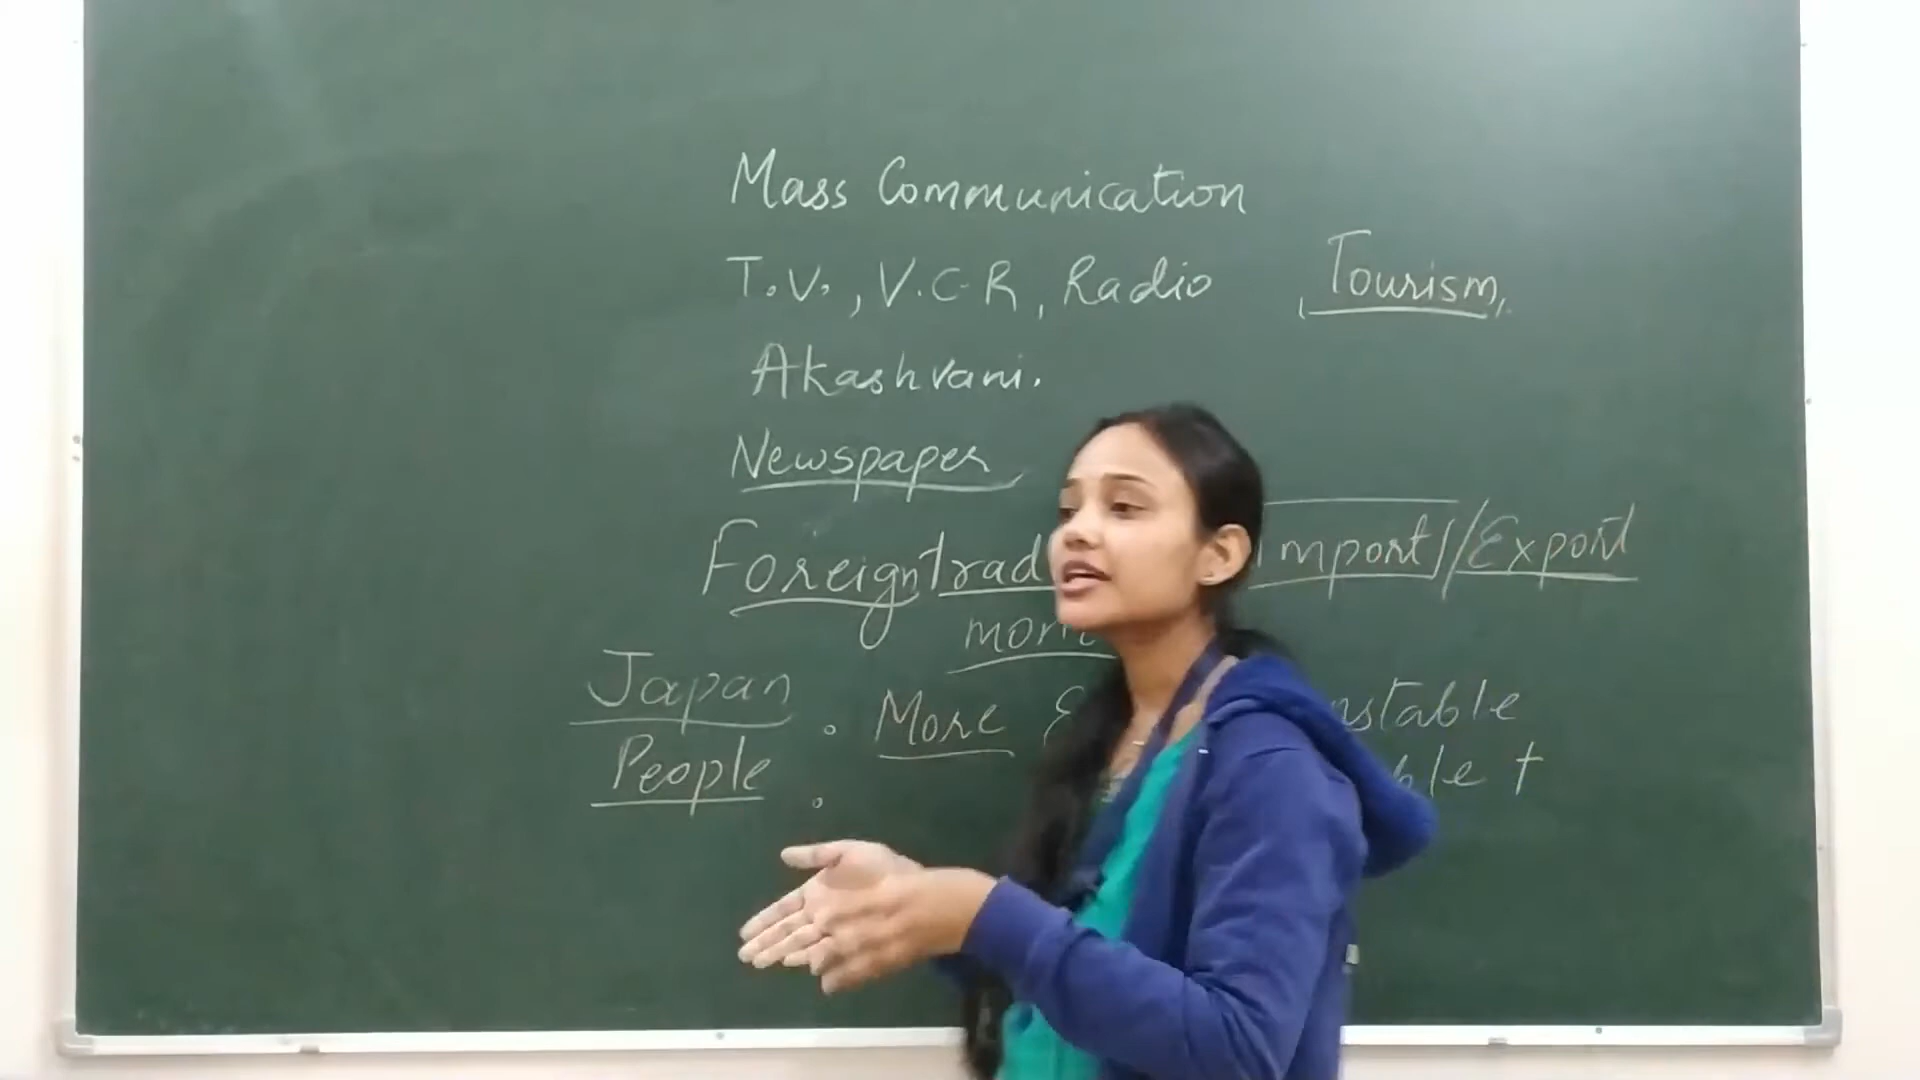 Mass Communication
T.V., V.C.R, Radio
Tourism
Akashvani.
Newspaper
Foreign Import/Export
Japan
More
People